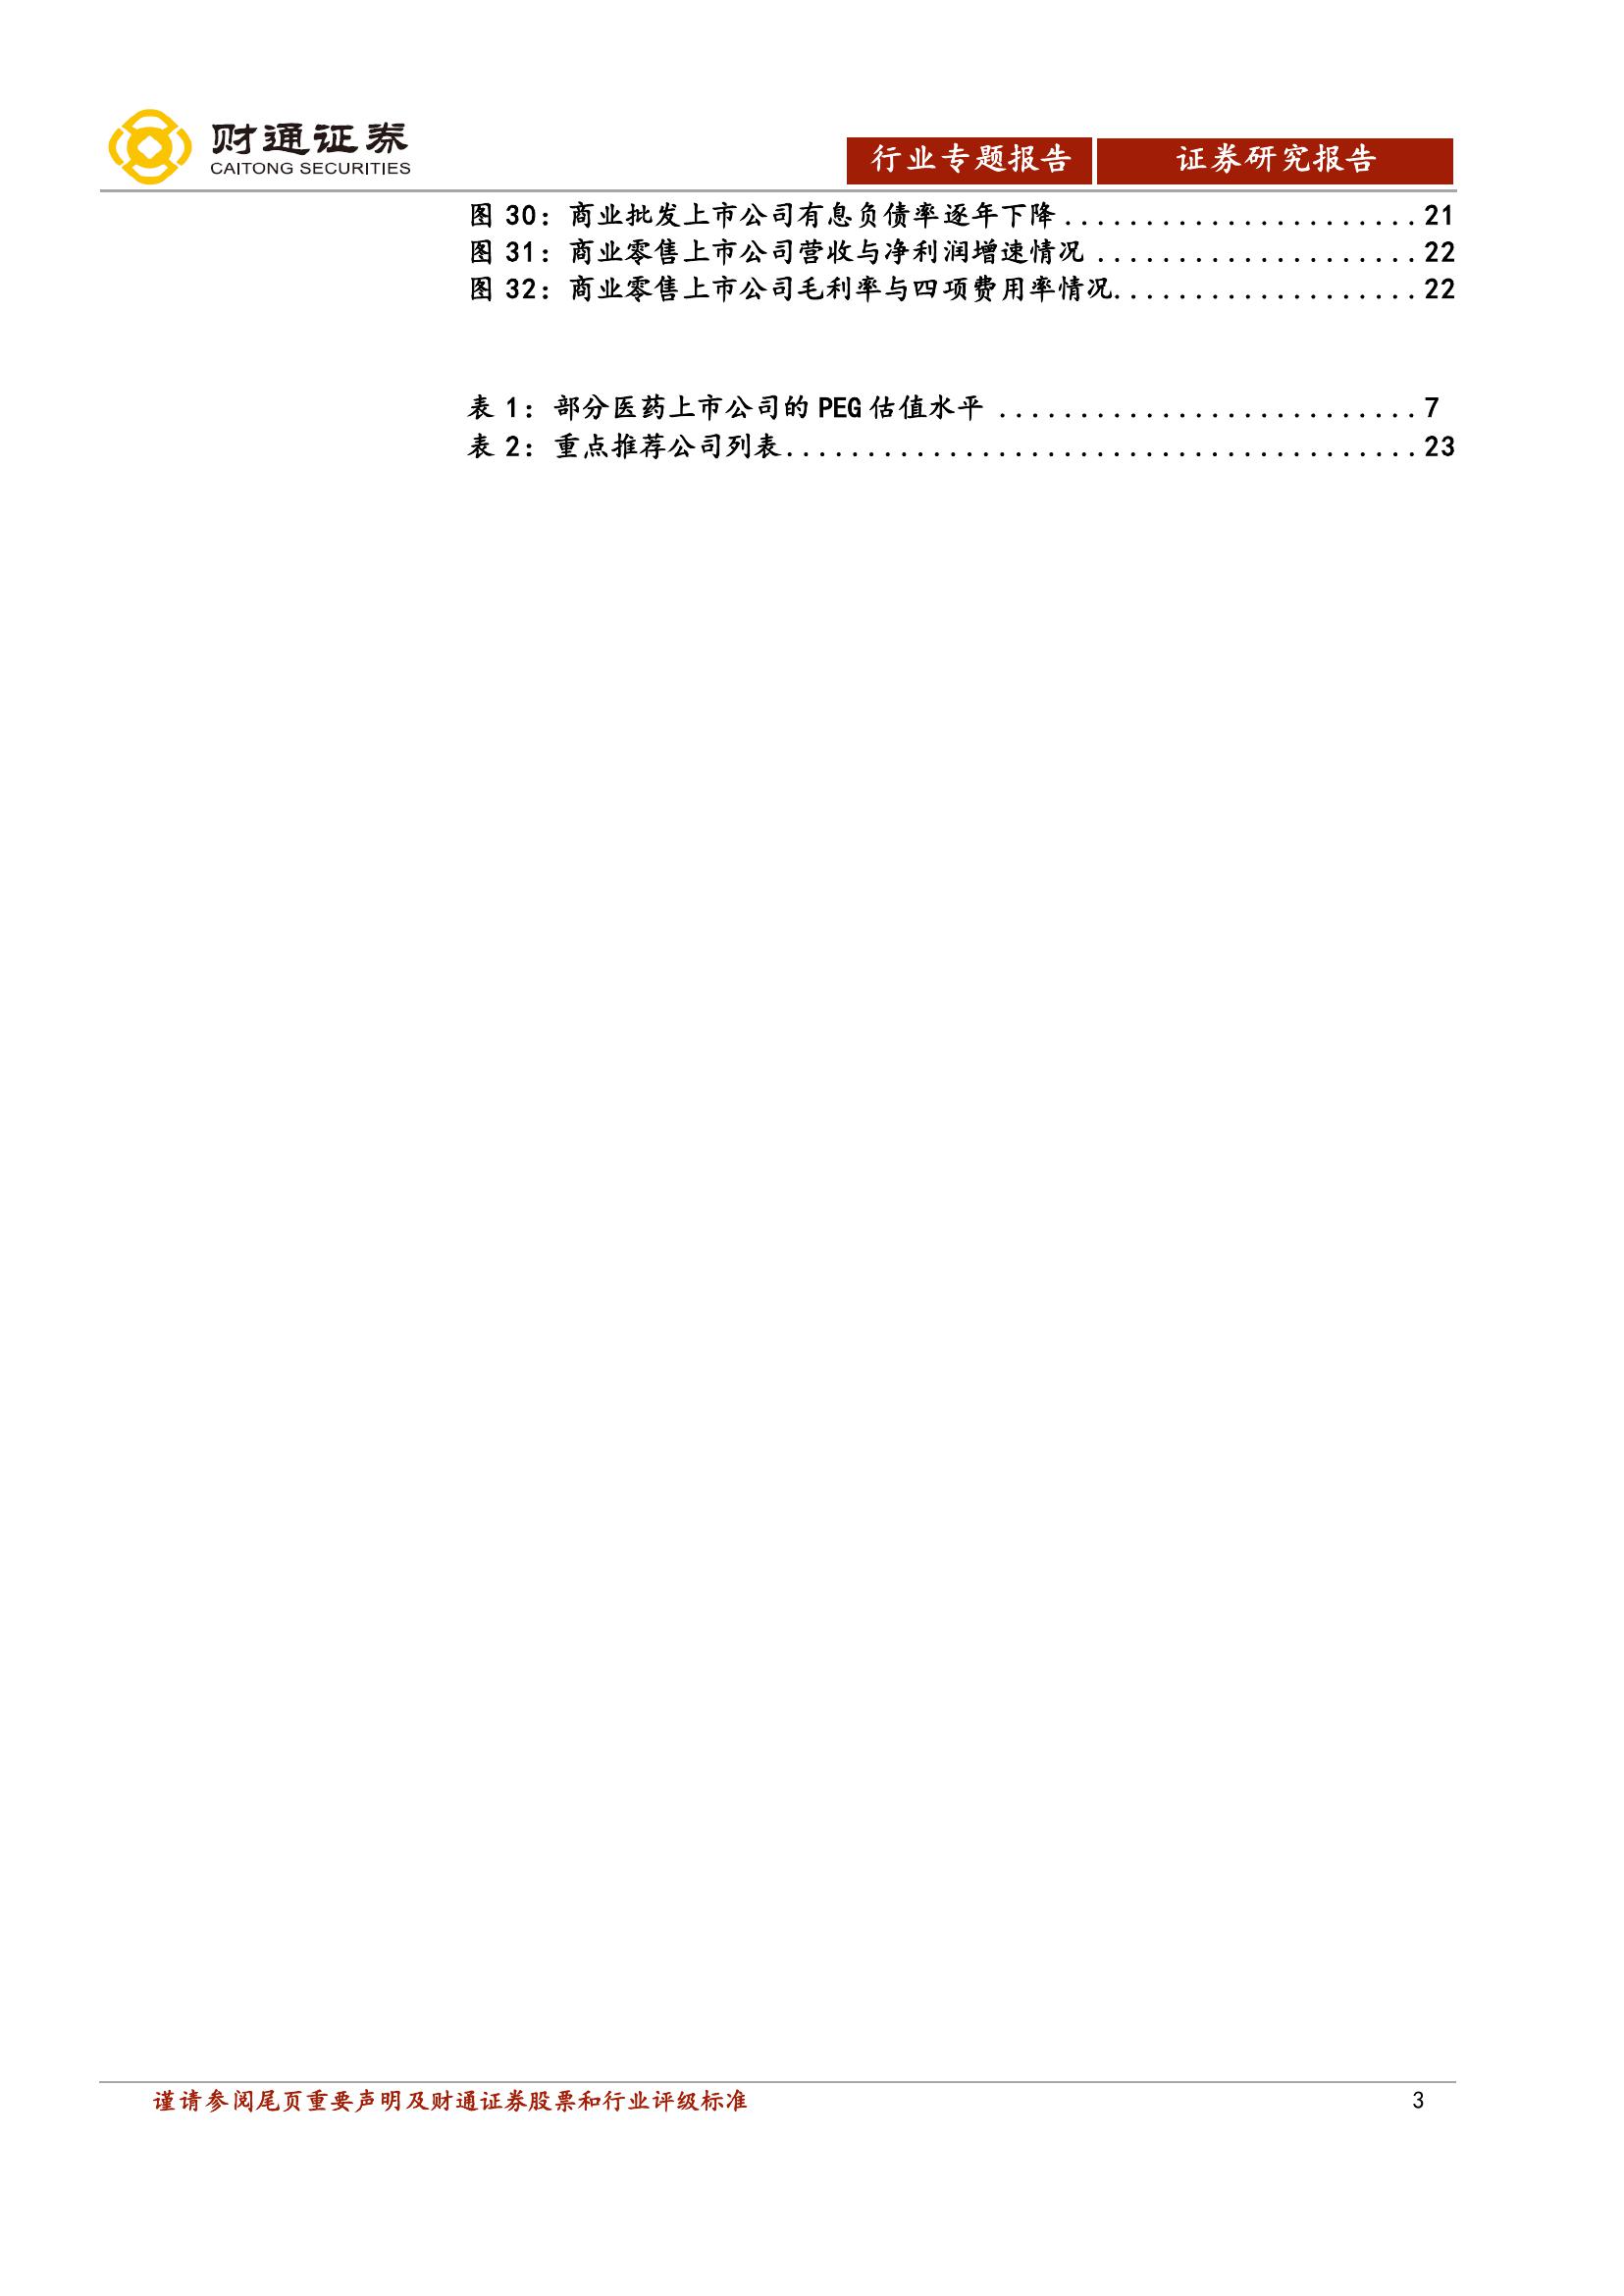 财通证券
CAITONG SECURITIES
行业专题报告 证券研究报告
图 30：商业批发上市公司有息负债率逐年下降......................21
图 31：商业零售上市公司营收与净利润增速情况....................22
图 32：商业零售上市公司毛利率与四项费用率情况...................22
表 1：部分医药上市公司的 PEG 估值水平..........................7
表 2：重点推荐公司列表.......................................23
谨请参阅尾页重要声明及财通证券股票和行业评级标准 3